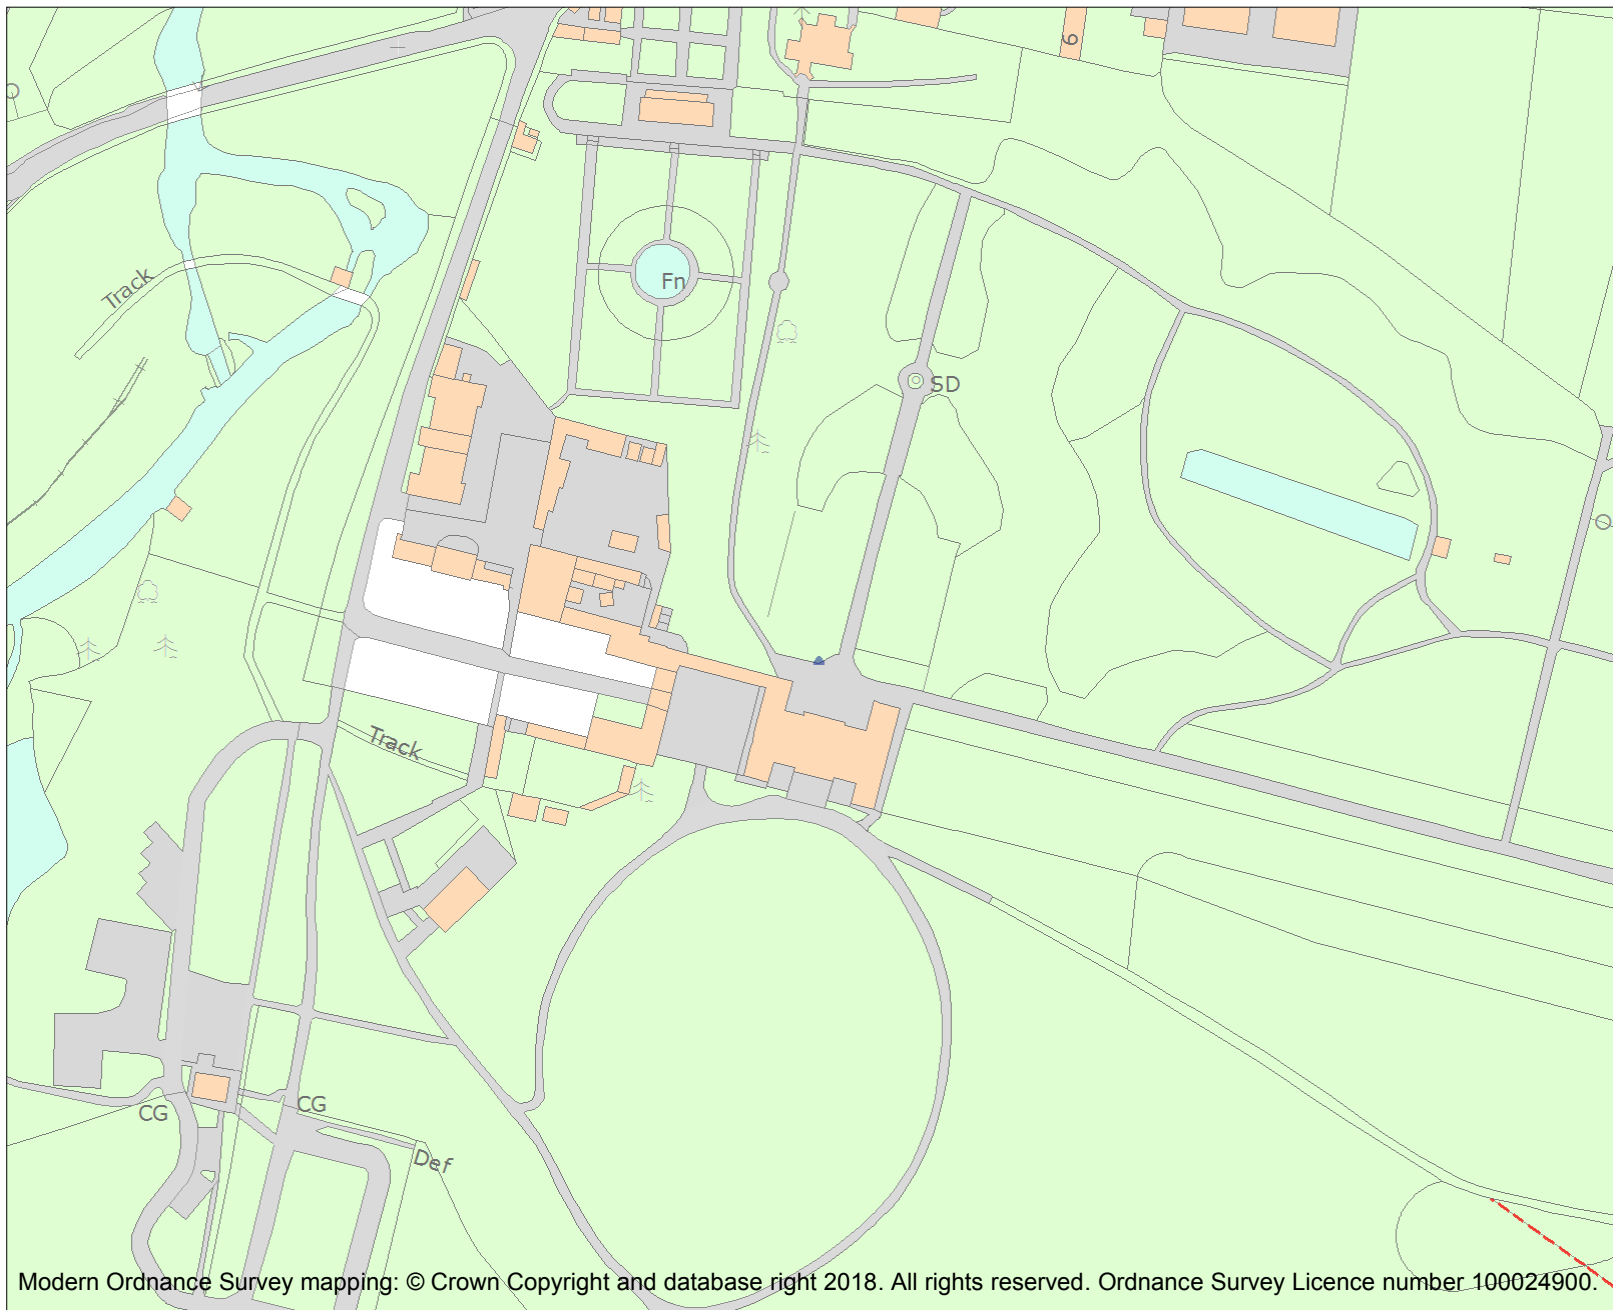 6
Track
Fn
SD
Track
CG
CG
Def
Modern Ordnance Survey mapping: © Crown Copyright and database right 2018. All rights reserved. Ordnance Survey Licence number 100024900.